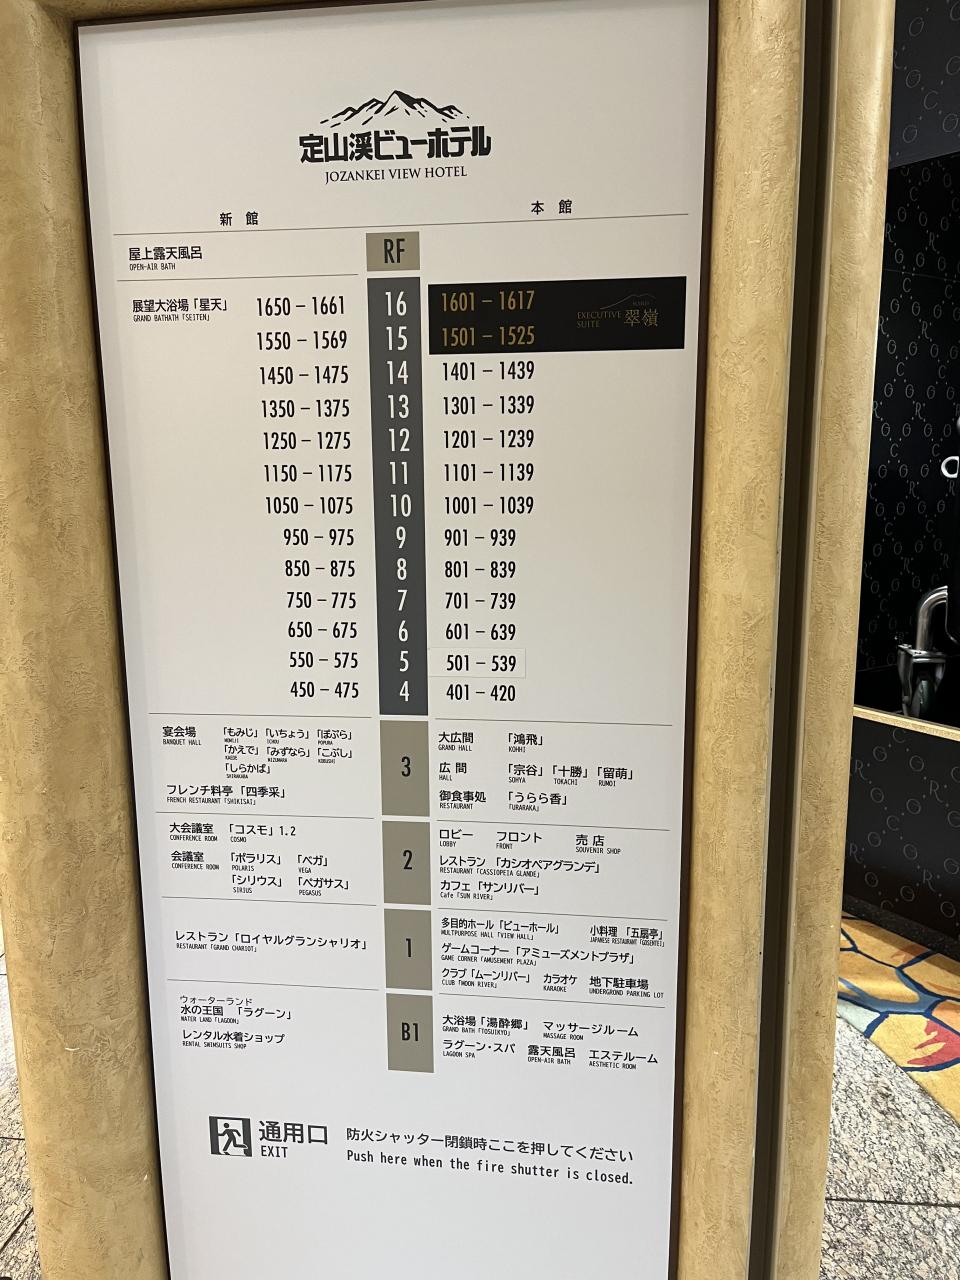 定山渓ビューホテル
JOZANKEI VIEW HOTEL
新 館
本 館
屋上露天風呂
OPEN-AIR BATH
RF
展望大浴場「星天」
GRAND BATHATH「SEITEN」
1650 – 1661 16 1601 – 1617
1550 – 1569 15 1501 – 1525
EXECUTIVE SUITE 翠嶺
SUIREI
1450 – 1475 14 1401 – 1439
1350 – 1375 13 1301 – 1339
1250 – 1275 12 1201 – 1239
1150 – 1175 11 1101 – 1139
1050 – 1075 10 1001 – 1039
950 – 975 9 901 – 939
850 – 875 8 801 – 839
750 – 775 7 701 – 739
650 – 675 6 601 – 639
550 – 575 5 501 – 539
450 – 475 4 401 – 420
宴会場 「もみじ」「いちょう」「ぽぷら」
BANQUET HALL MOMIJI ICHOU POPURA
「かえで」「みずなら」「こぶし」
KAEDE MIZUNARA KOBUSHI
「しらかば」
SHIRAKABA
フレンチ料亭「四季采」
FRENCH RESTAURANT「SHIKISAI」
3
大広間 「鴻飛」
GRAND HALL KOHHI
広 間 「宗谷」「十勝」「留萌」
HALL SOHYA TOKACHI RUMOI
御食事処 「うらら香」
RESTAURANT 「URARAKA」
大会議室 「コスモ」1.2
CONFERENCE ROOM COSMO
会議室 「ポラリス」 「ベガ」
CONFERENCE ROOM POLARIS VEGA
「シリウス」 「ペガサス」
SIRIUS PEGASUS
2
ロビー フロント 売 店
LOBBY FRONT SOUVENIR SHOP
レストラン 「カシオペアグランデ」
RESTAURANT「CASSIOPEIA GLANDE」
カフェ「サンリバー」
Cafe「SUN RIVER」
レストラン「ロイヤルグランシャリオ」
RESTAURANT「GRAND CHARIOT」
1
多目的ホール「ビューホール」 小料理 「五扇亭」
MULTPURPOSE HALL「VIEW HALL」 JAPANESE RESTAURANT「GOSENTEI」
ゲームコーナー「アミューズメントプラザ」
GAME CORNER「AMUSEMENT PLAZA」
クラブ「ムーンリバー」 カラオケ 地下駐車場
CLUB「MOON RIVER」 KARAOKE UNDERGROND PARKING LOT
ウォーターランド
水の王国 「ラグーン」
WATER LAND「LAGOON」
レンタル水着ショップ
RENTAL SWIMSUITS SHOP
B1
大浴場「湯酔郷」 マッサージルーム
GRAND BATH「TOSUIKYO」 MASSAGE ROOM
ラグーン・スパ 露天風呂 エステルーム
LAGOON SPA OPEN-AIR BATH AESTHETIC ROOM
通用口 防火シャッター閉鎖時ここを押してください
EXIT Push here when the fire shutter is closed.